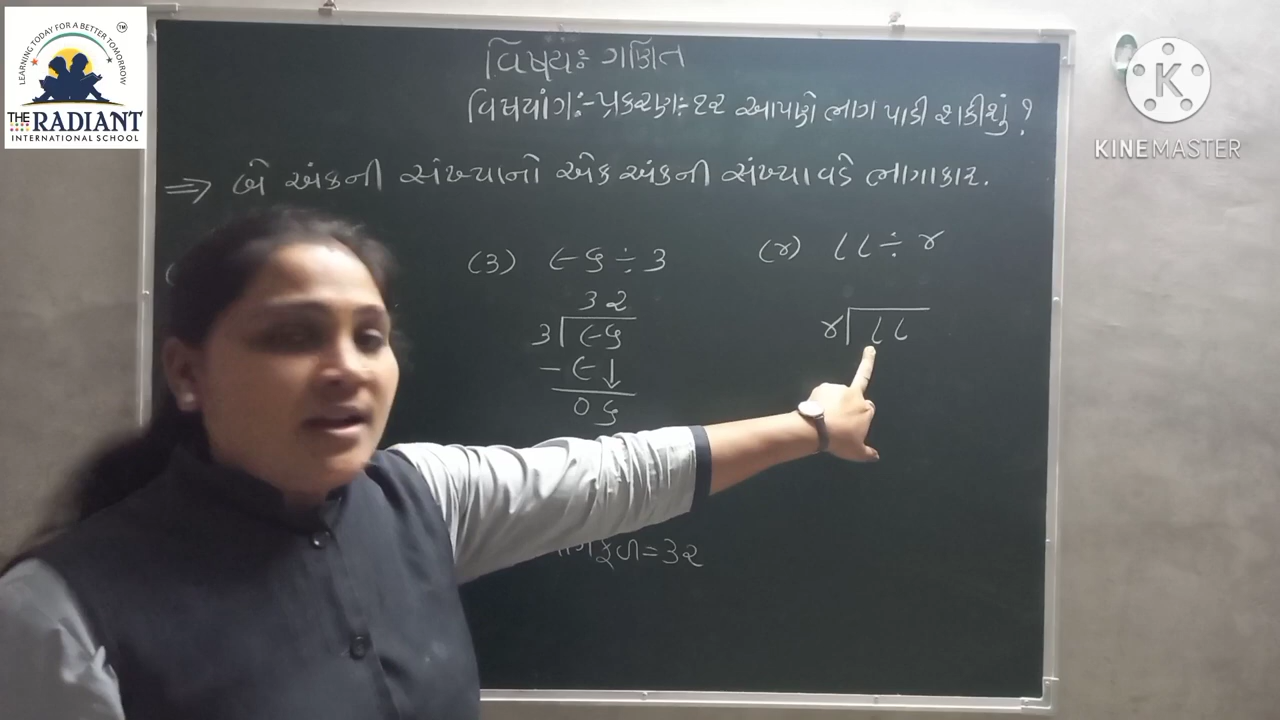 LEARNING TODAY FOR A BETTER TOMORROW
TM
THE RADIANT
INTERNATIONAL SCHOOL
KINEMASTER
વિષય:- ગણિત
વિષયાંગ:- પ્રકરણ:- ૧૨ આપણે ભાગ પાડી શકીશું ?
⇒ બે અંકની સંખ્યાનો એક અંકની સંખ્યા વડે ભાગાકાર.
(૩) ૯૬ ÷ ૩
૩૨
૩ ૯૬
- ૯↓
૦૬
= ૩૨
(૪) ૮૮ ÷ ૪
૪ ૮૮